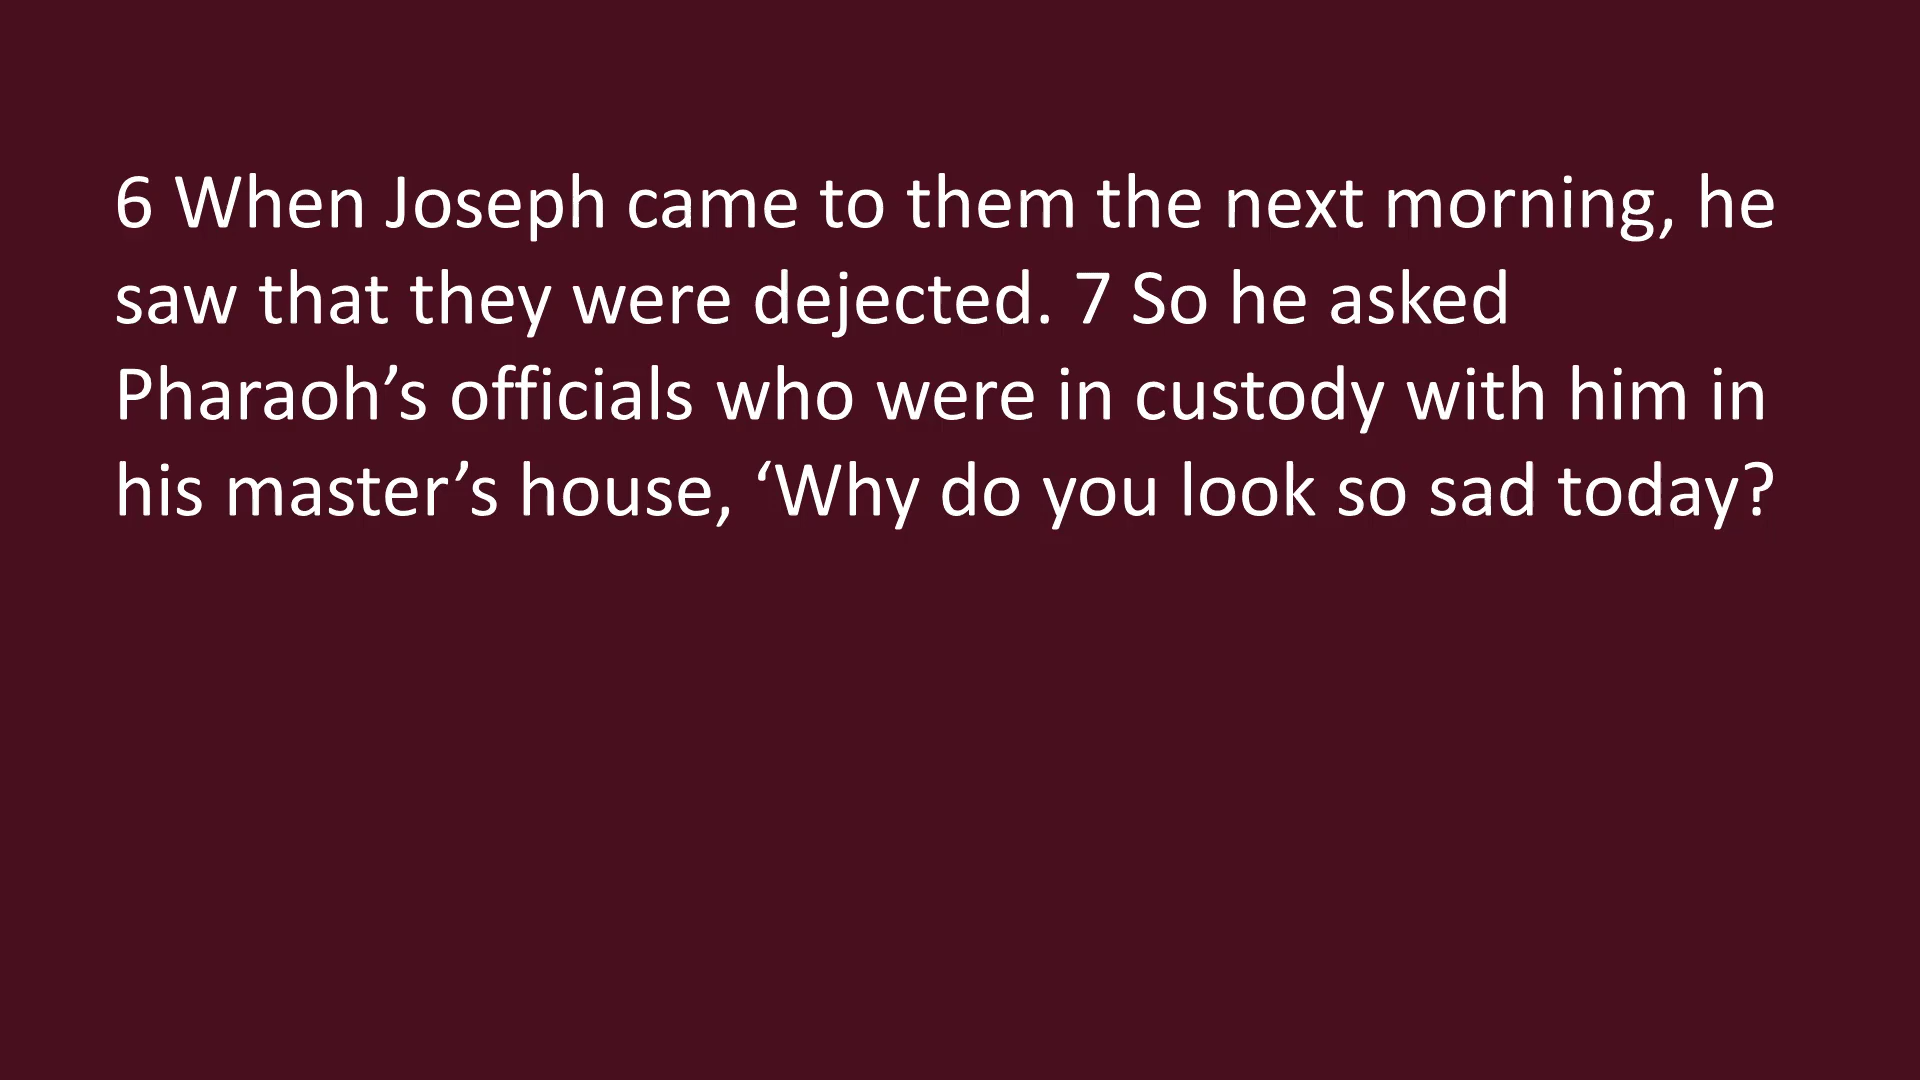 6 When Joseph came to them the next morning, he
saw that they were dejected. 7 So he asked
Pharaoh’s officials who were in custody with him in
his master’s house, ‘Why do you look so sad today?